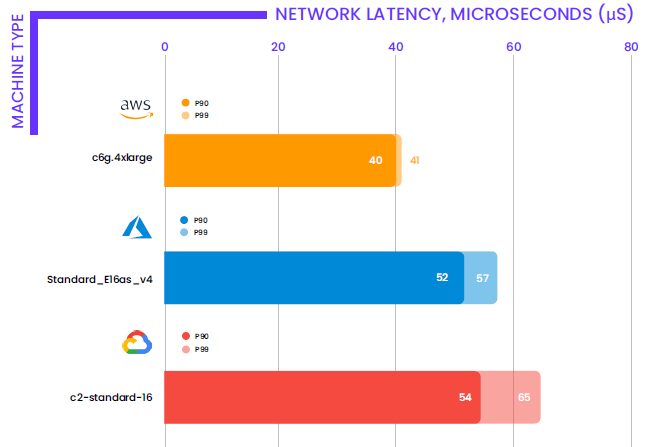 NETWORK LATENCY, MICROSECONDS (µS)
MACHINE TYPE
0 20 40 60 80
aws
P90
P99
c6g.4xlarge
40 41
P90
P99
Standard_E16as_v4
52 57
P90
P99
c2-standard-16
54 65